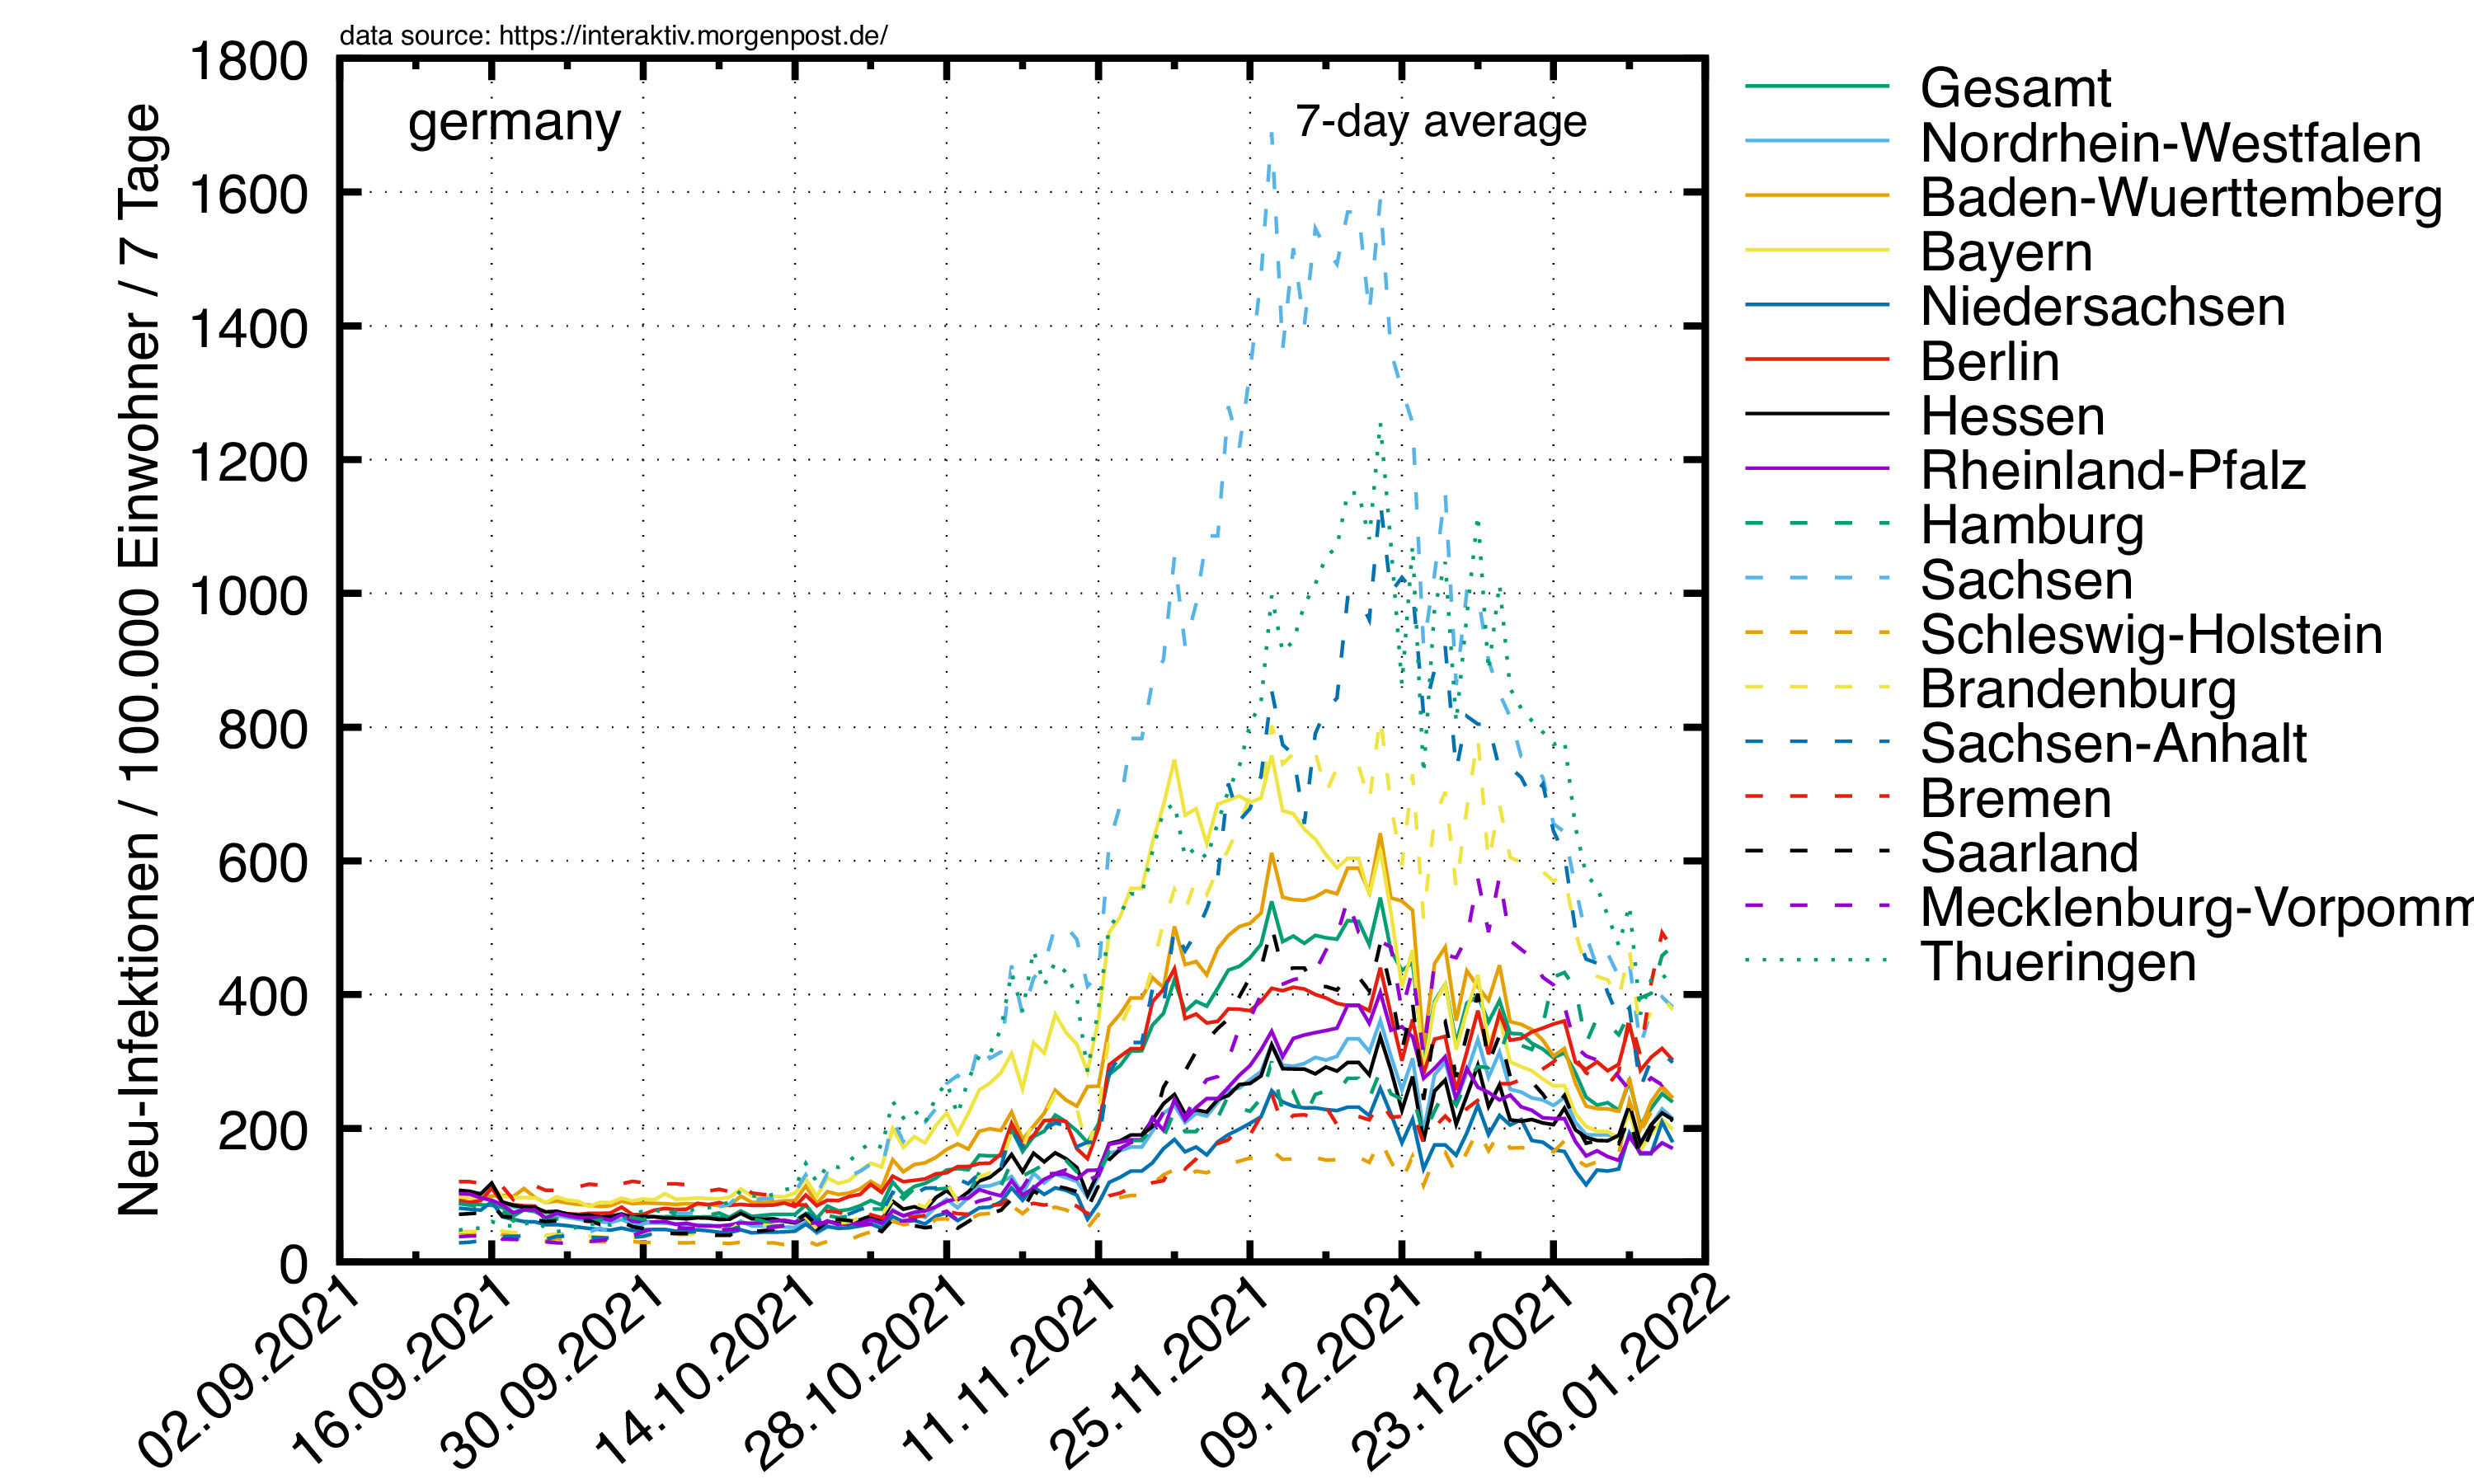 data source: https://interaktiv.morgenpost.de/
germany
7-day average
Neu-Infektionen / 100.000 Einwohner / 7 Tage
1800
1600
1400
1200
1000
800
600
400
200
0
02.09.2021
16.09.2021
30.09.2021
14.10.2021
28.10.2021
11.11.2021
25.11.2021
09.12.2021
23.12.2021
06.01.2022
Gesamt
Nordrhein-Westfalen
Baden-Wuerttemberg
Bayern
Niedersachsen
Berlin
Hessen
Rheinland-Pfalz
Hamburg
Sachsen
Schleswig-Holstein
Brandenburg
Sachsen-Anhalt
Bremen
Saarland
Mecklenburg-Vorpomm
Thueringen